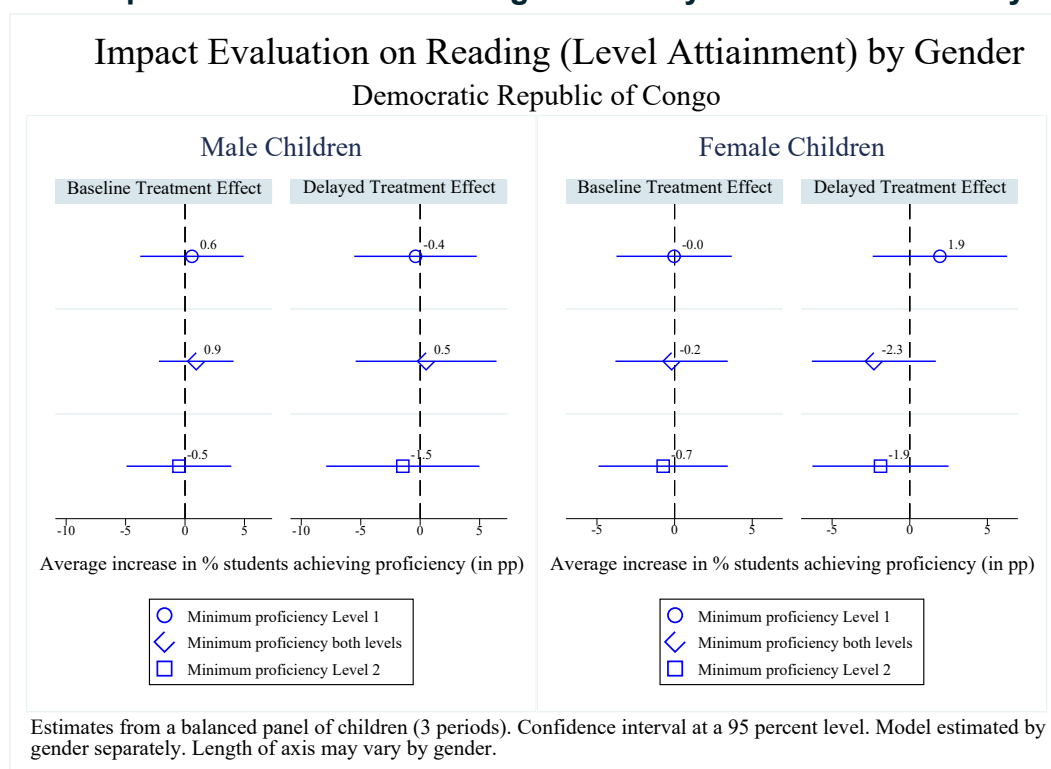 Impact Evaluation on Reading (Level Attiainment) by Gender
Democratic Republic of Congo
Male Children
Baseline Treatment Effect
Delayed Treatment Effect
0.6
-0.4
0.9
0.5
-0.5
-1.5
-10 -5 0 5
-10 -5 0 5
Average increase in % students achieving proficiency (in pp)
Minimum proficiency Level 1
Minimum proficiency both levels
Minimum proficiency Level 2
Female Children
Baseline Treatment Effect
Delayed Treatment Effect
-0.0
1.9
-0.2
-2.3
-0.7
-1.9
-5 0 5
-5 0 5
Average increase in % students achieving proficiency (in pp)
Minimum proficiency Level 1
Minimum proficiency both levels
Minimum proficiency Level 2
Estimates from a balanced panel of children (3 periods). Confidence interval at a 95 percent level. Model estimated by
gender separately. Length of axis may vary by gender.